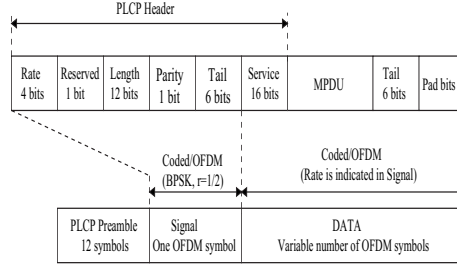 PLCP Header
Rate Reserved Length Parity Tail Service MPDU Tail Pad bits
4 bits 1 bit 12 bits 1 bit 6 bits 16 bits 6 bits
Coded/OFDM Coded/OFDM
(BPSK, r=1/2) (Rate is indicated in Signal)
PLCP Preamble Signal DATA
12 symbols One OFDM symbol Variable number of OFDM symbols